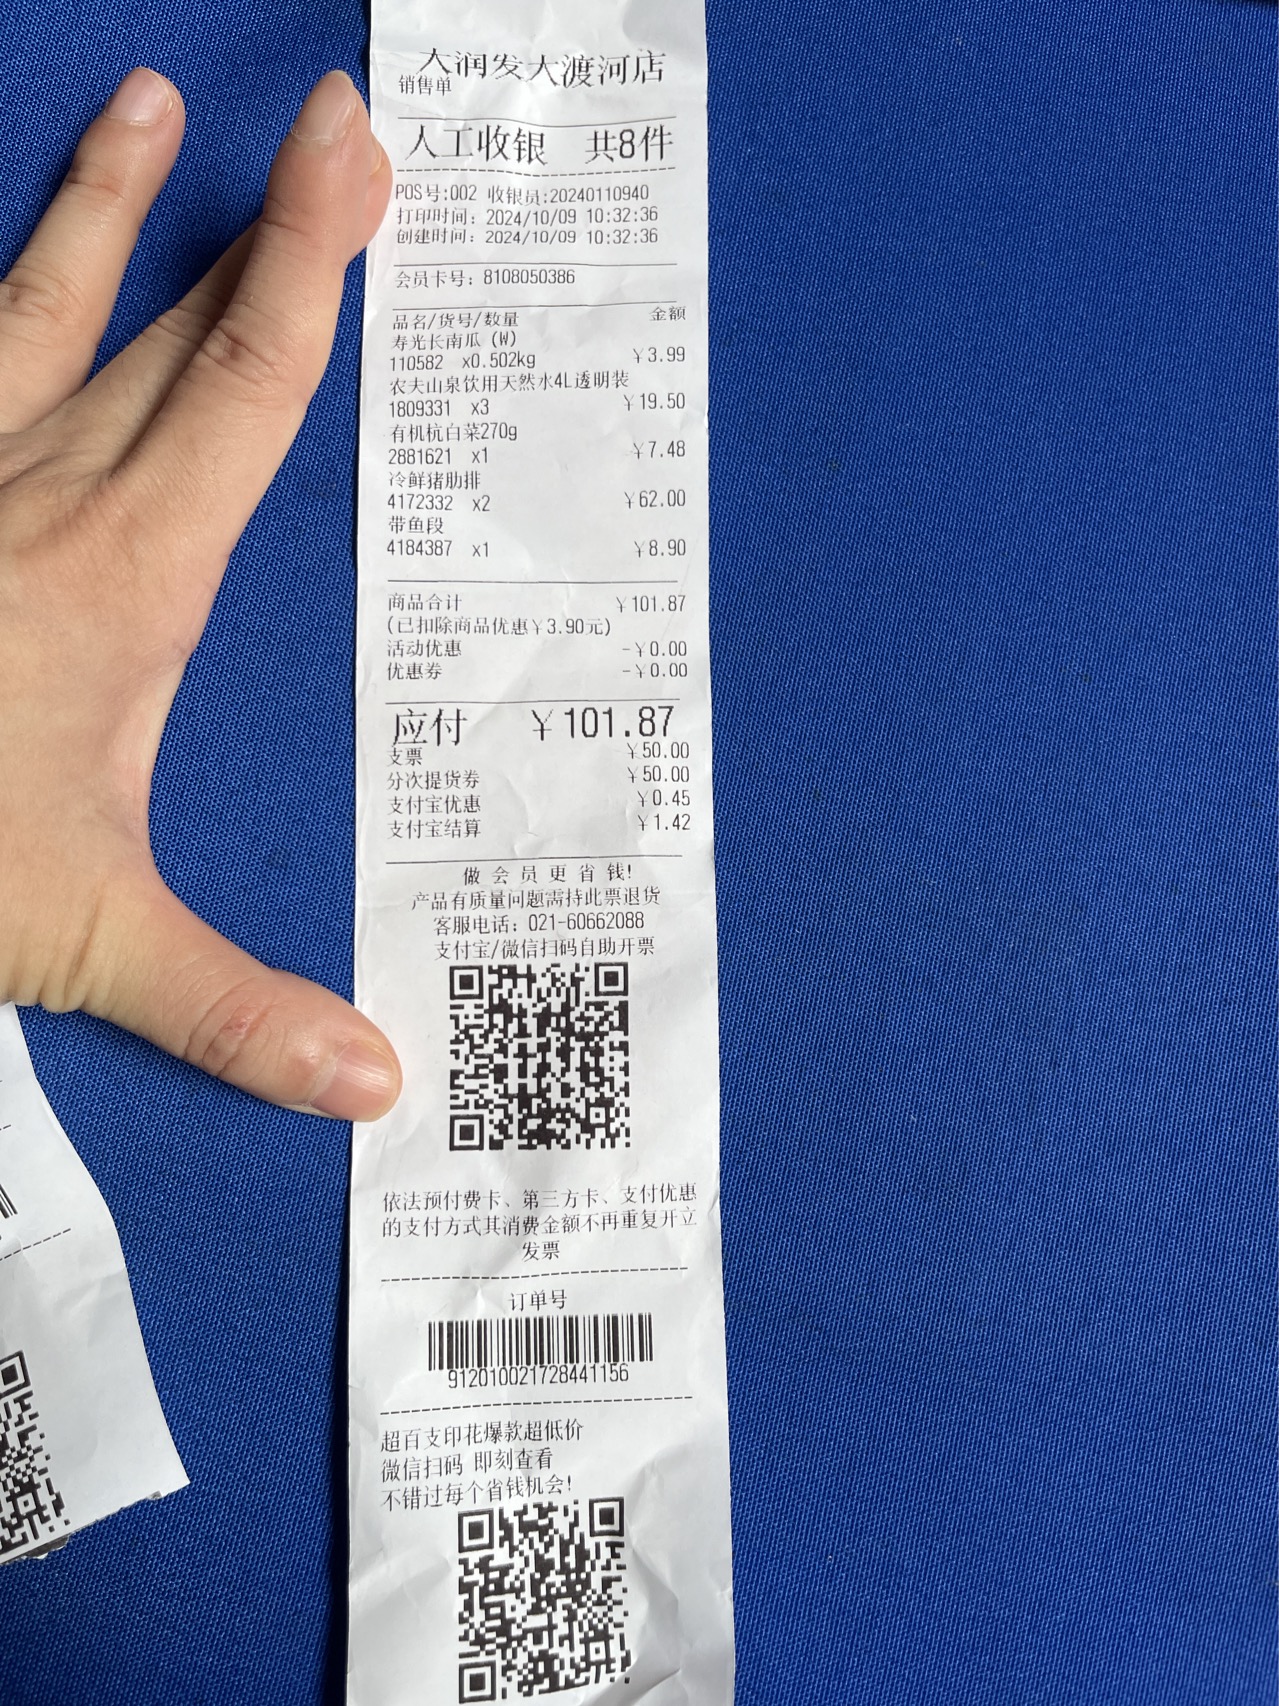 大润发大渡河店
销售单
人工收银 共8件
POS号:002 收银员:20240110940
打印时间: 2024/10/09 10:32:36
创建时间: 2024/10/09 10:32:36
会员卡号: 8108050386
品名/货号/数量 金额
寿光长南瓜(W)
110582 x0.502kg ￥3.99
农夫山泉饮用天然水4L透明装
1809331 x3 ￥19.50
有机杭白菜270g
2881621 x1 ￥7.48
冷鲜猪肋排
4172332 x2 ￥62.00
带鱼段
4184387 x1 ￥8.90
商品合计 ￥101.87
(已扣除商品优惠￥3.90元)
活动优惠 -￥0.00
优惠券 -￥0.00
应付 ￥101.87
支票 ￥50.00
分次提货券 ￥50.00
支付宝优惠 ￥0.45
支付宝结算 ￥1.42
做 会 员 更 省 钱!
产品有质量问题需持此票退货
客服电话: 021-60662088
支付宝/微信扫码自助开票
依法预付费卡、第三方卡、支付优惠
的支付方式其消费金额不再重复开立
发票
订单号
912010021728441156
超百支印花爆款超低价
微信扫码 即刻查看
不错过每个省钱机会!